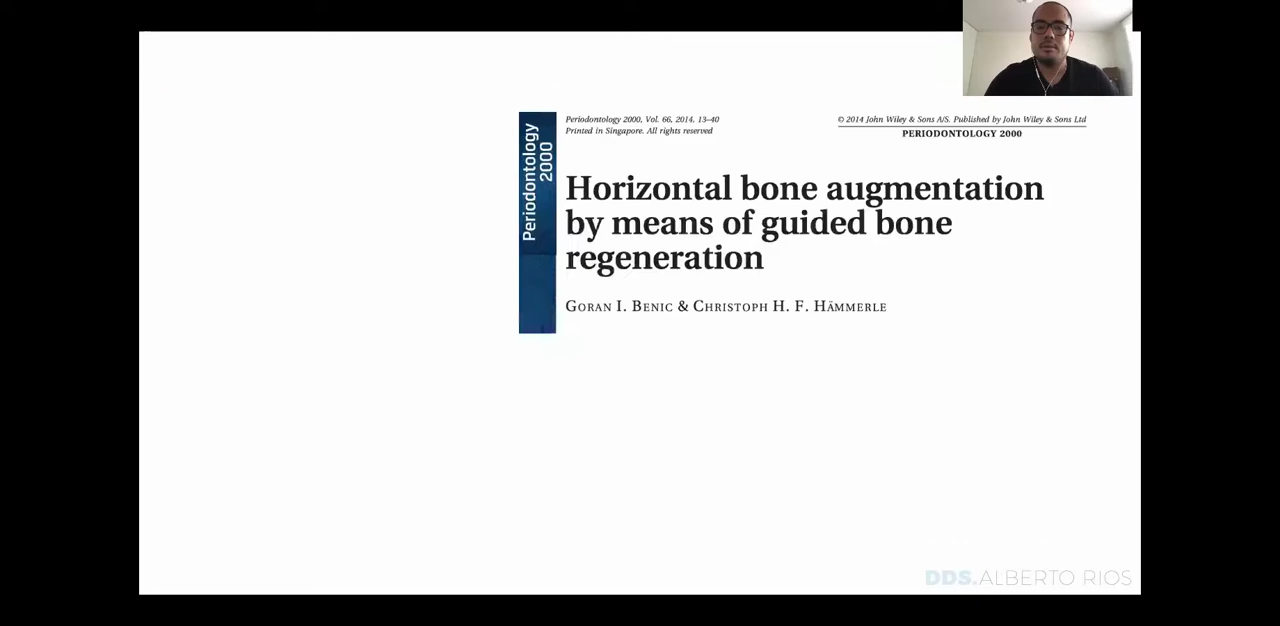 Periodontology
2000
Periodontology 2000, Vol. 66, 2014, 13–40
Printed in Singapore. All rights reserved
© 2014 John Wiley & Sons A/S. Published by John Wiley & Sons Ltd
PERIODONTOLOGY 2000
Horizontal bone augmentation
by means of guided bone
regeneration
GORAN I. BENIC & CHRISTOPH H. F. HÄMMERLE
DDS.ALBERTO RIOS